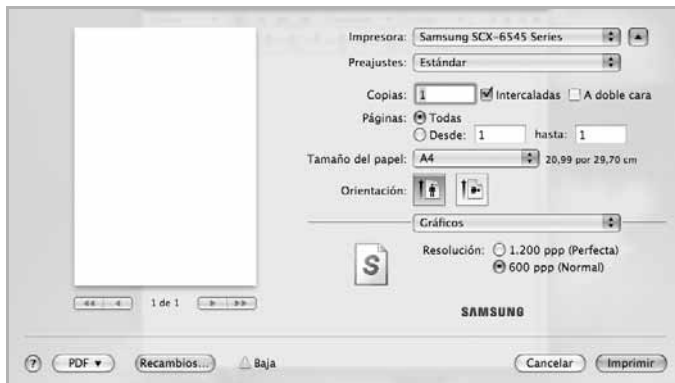 Impresora: Samsung SCX-6545 Series
Preajustes: Estándar
Copias: 1 Intercaladas A doble cara
Páginas: Todas
Desde: 1 hasta: 1
Tamaño del papel: A4 20,99 por 29,70 cm
Orientación:
Gráficos
Resolución: 1.200 ppp (Perfecta)
600 ppp (Normal)
S
1 de 1
SAMSUNG
? PDF Recambios... Baja Cancelar Imprimir